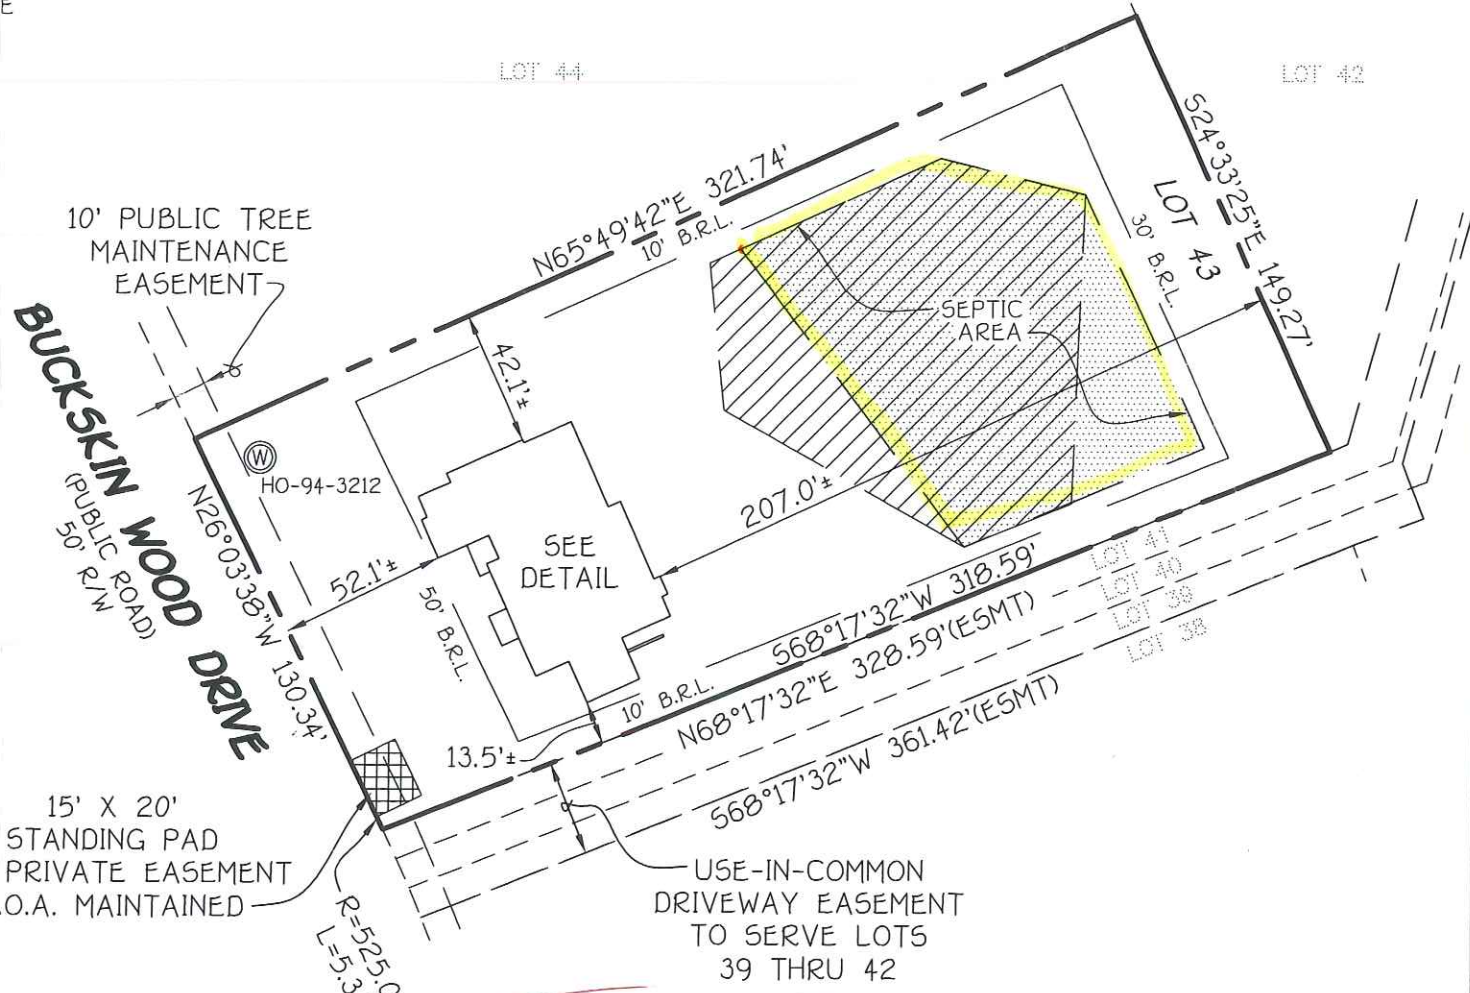 E
LOT 44
LOT 42
S24°33'25"E 149.27'
LOT 43
30' B.R.L.
N65°49'42"E 321.74'
10' B.R.L.
10' PUBLIC TREE
MAINTENANCE
EASEMENT
SEPTIC
AREA
BUCKSKIN WOOD DRIVE
(PUBLIC ROAD)
50' R/W
42.1'±
W
HO-94-3212
N26°03'38"W 130.34'
52.1'±
SEE
DETAIL
207.0'±
50' B.R.L.
S68°17'32"W 318.59'
10' B.R.L.
N68°17'32"E 328.59'(ESMT)
S68°17'32"W 361.42'(ESMT)
LOT 41
LOT 40
LOT 39
LOT 38
13.5'±
15' X 20'
STANDING PAD
PRIVATE EASEMENT
.O.A. MAINTAINED
R=525.0
L=5.3
USE-IN-COMMON
DRIVEWAY EASEMENT
TO SERVE LOTS
39 THRU 42